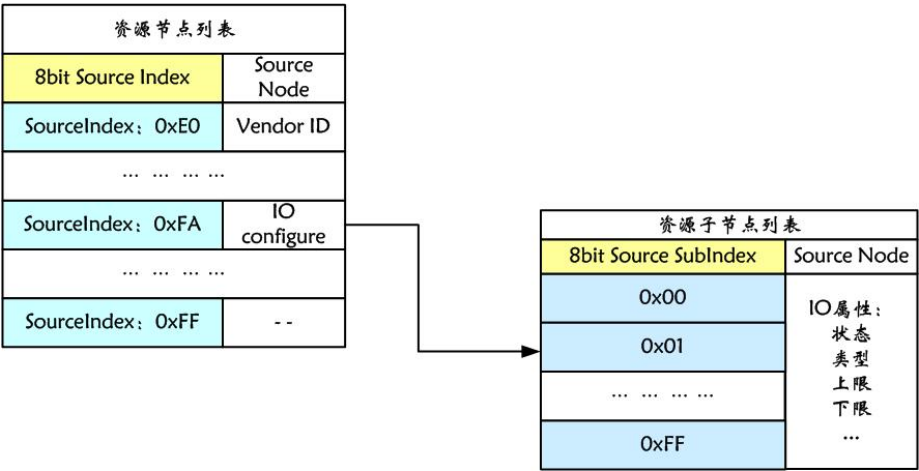 资源节点列表
8bit Source Index
Source
Node
SourceIndex: 0xE0
Vendor ID
... ... ... ...
SourceIndex: 0xFA
IO
configure
... ... ... ...
SourceIndex: 0xFF
--
资源子节点列表
8bit Source SubIndex
Source Node
0x00
0x01
... ... ... ...
0xFF
IO属性:
状态
类型
上限
下限
...